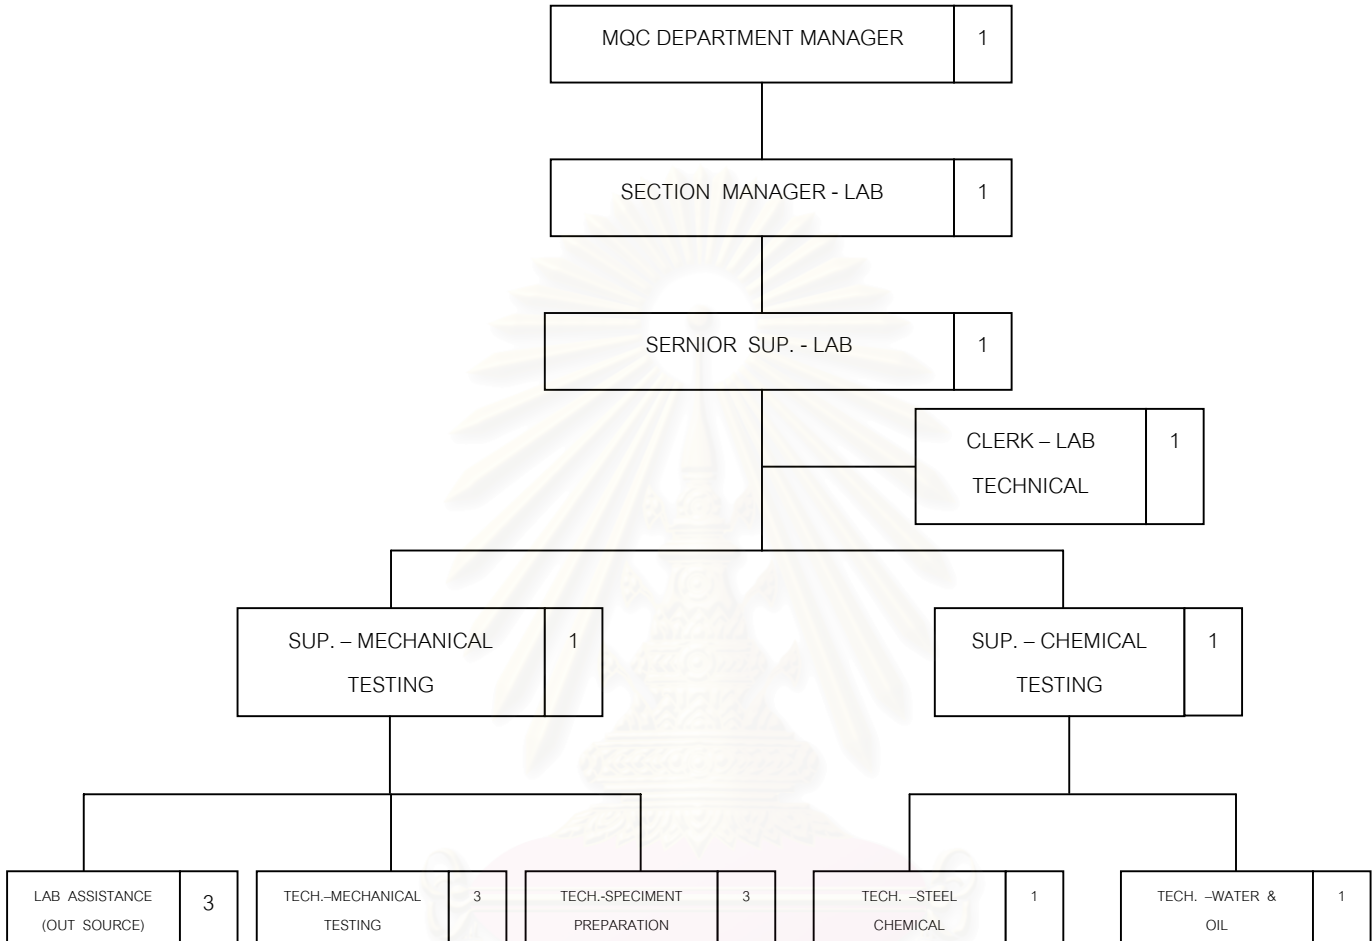 MQC DEPARTMENT MANAGER 1
SECTION MANAGER - LAB 1
SERNIOR SUP. - LAB 1
CLERK – LAB 1
TECHNICAL
SUP. – MECHANICAL 1
TESTING
SUP. – CHEMICAL 1
TESTING
LAB ASSISTANCE 3
(OUT SOURCE)
TECH.–MECHANICAL 3
TESTING
TECH.-SPECIMENT 3
PREPARATION
TECH. –STEEL 1
CHEMICAL
TECH. –WATER & 1
OIL